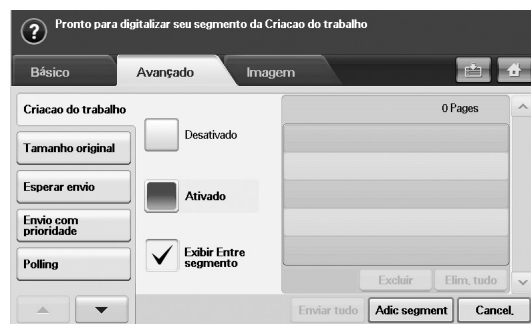 Pronto para digitalizar seu segmento da Criacao do trabalho
Básico
Avançado
Imagem
Criacao do trabalho
Tamanho original
Esperar envio
Envio com
prioridade
Polling
Desativado
Ativado
Exibir Entre
segmento
0 Pages
Excluir
Elim. tudo
Enviar tudo
Adic segment
Cancel.